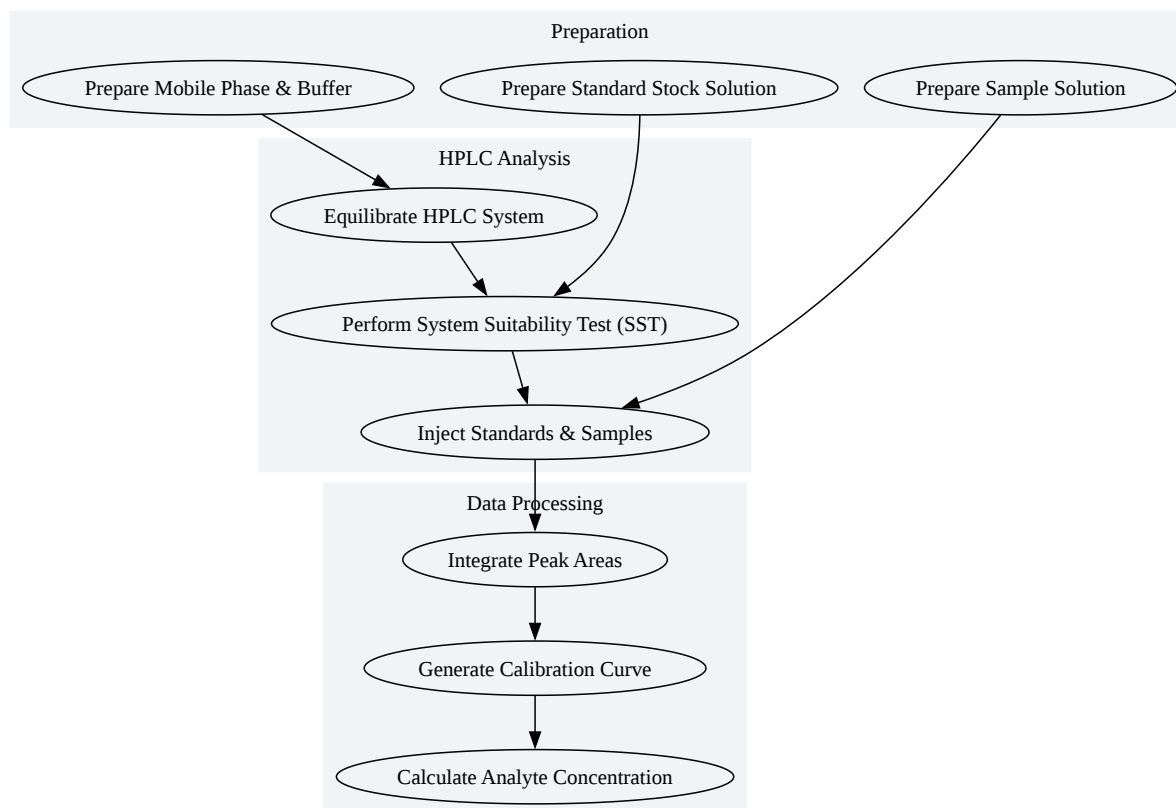 Preparation
Prepare Mobile Phase & Buffer
Prepare Standard Stock Solution
Prepare Sample Solution
HPLC Analysis
Equilibrate HPLC System
Perform System Suitability Test (SST)
Inject Standards & Samples
Data Processing
Integrate Peak Areas
Generate Calibration Curve
Calculate Analyte Concentration